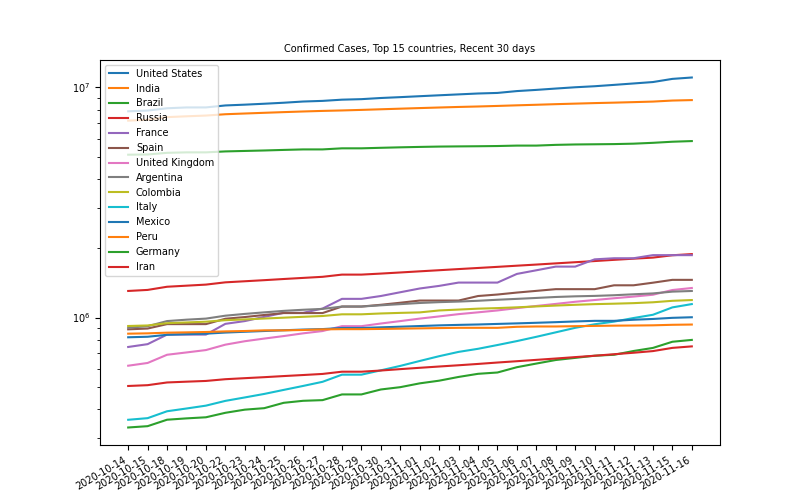 Confirmed Cases, Top 15 countries, Recent 30 days
10^7
10^6
United States
India
Brazil
Russia
France
Spain
United Kingdom
Argentina
Colombia
Italy
Mexico
Peru
Germany
Iran
2020-10-14
2020-10-15
2020-10-18
2020-10-19
2020-10-20
2020-10-22
2020-10-23
2020-10-24
2020-10-25
2020-10-26
2020-10-27
2020-10-28
2020-10-29
2020-10-30
2020-10-31
2020-11-01
2020-11-02
2020-11-03
2020-11-04
2020-11-05
2020-11-06
2020-11-07
2020-11-08
2020-11-09
2020-11-10
2020-11-11
2020-11-12
2020-11-13
2020-11-15
2020-11-16